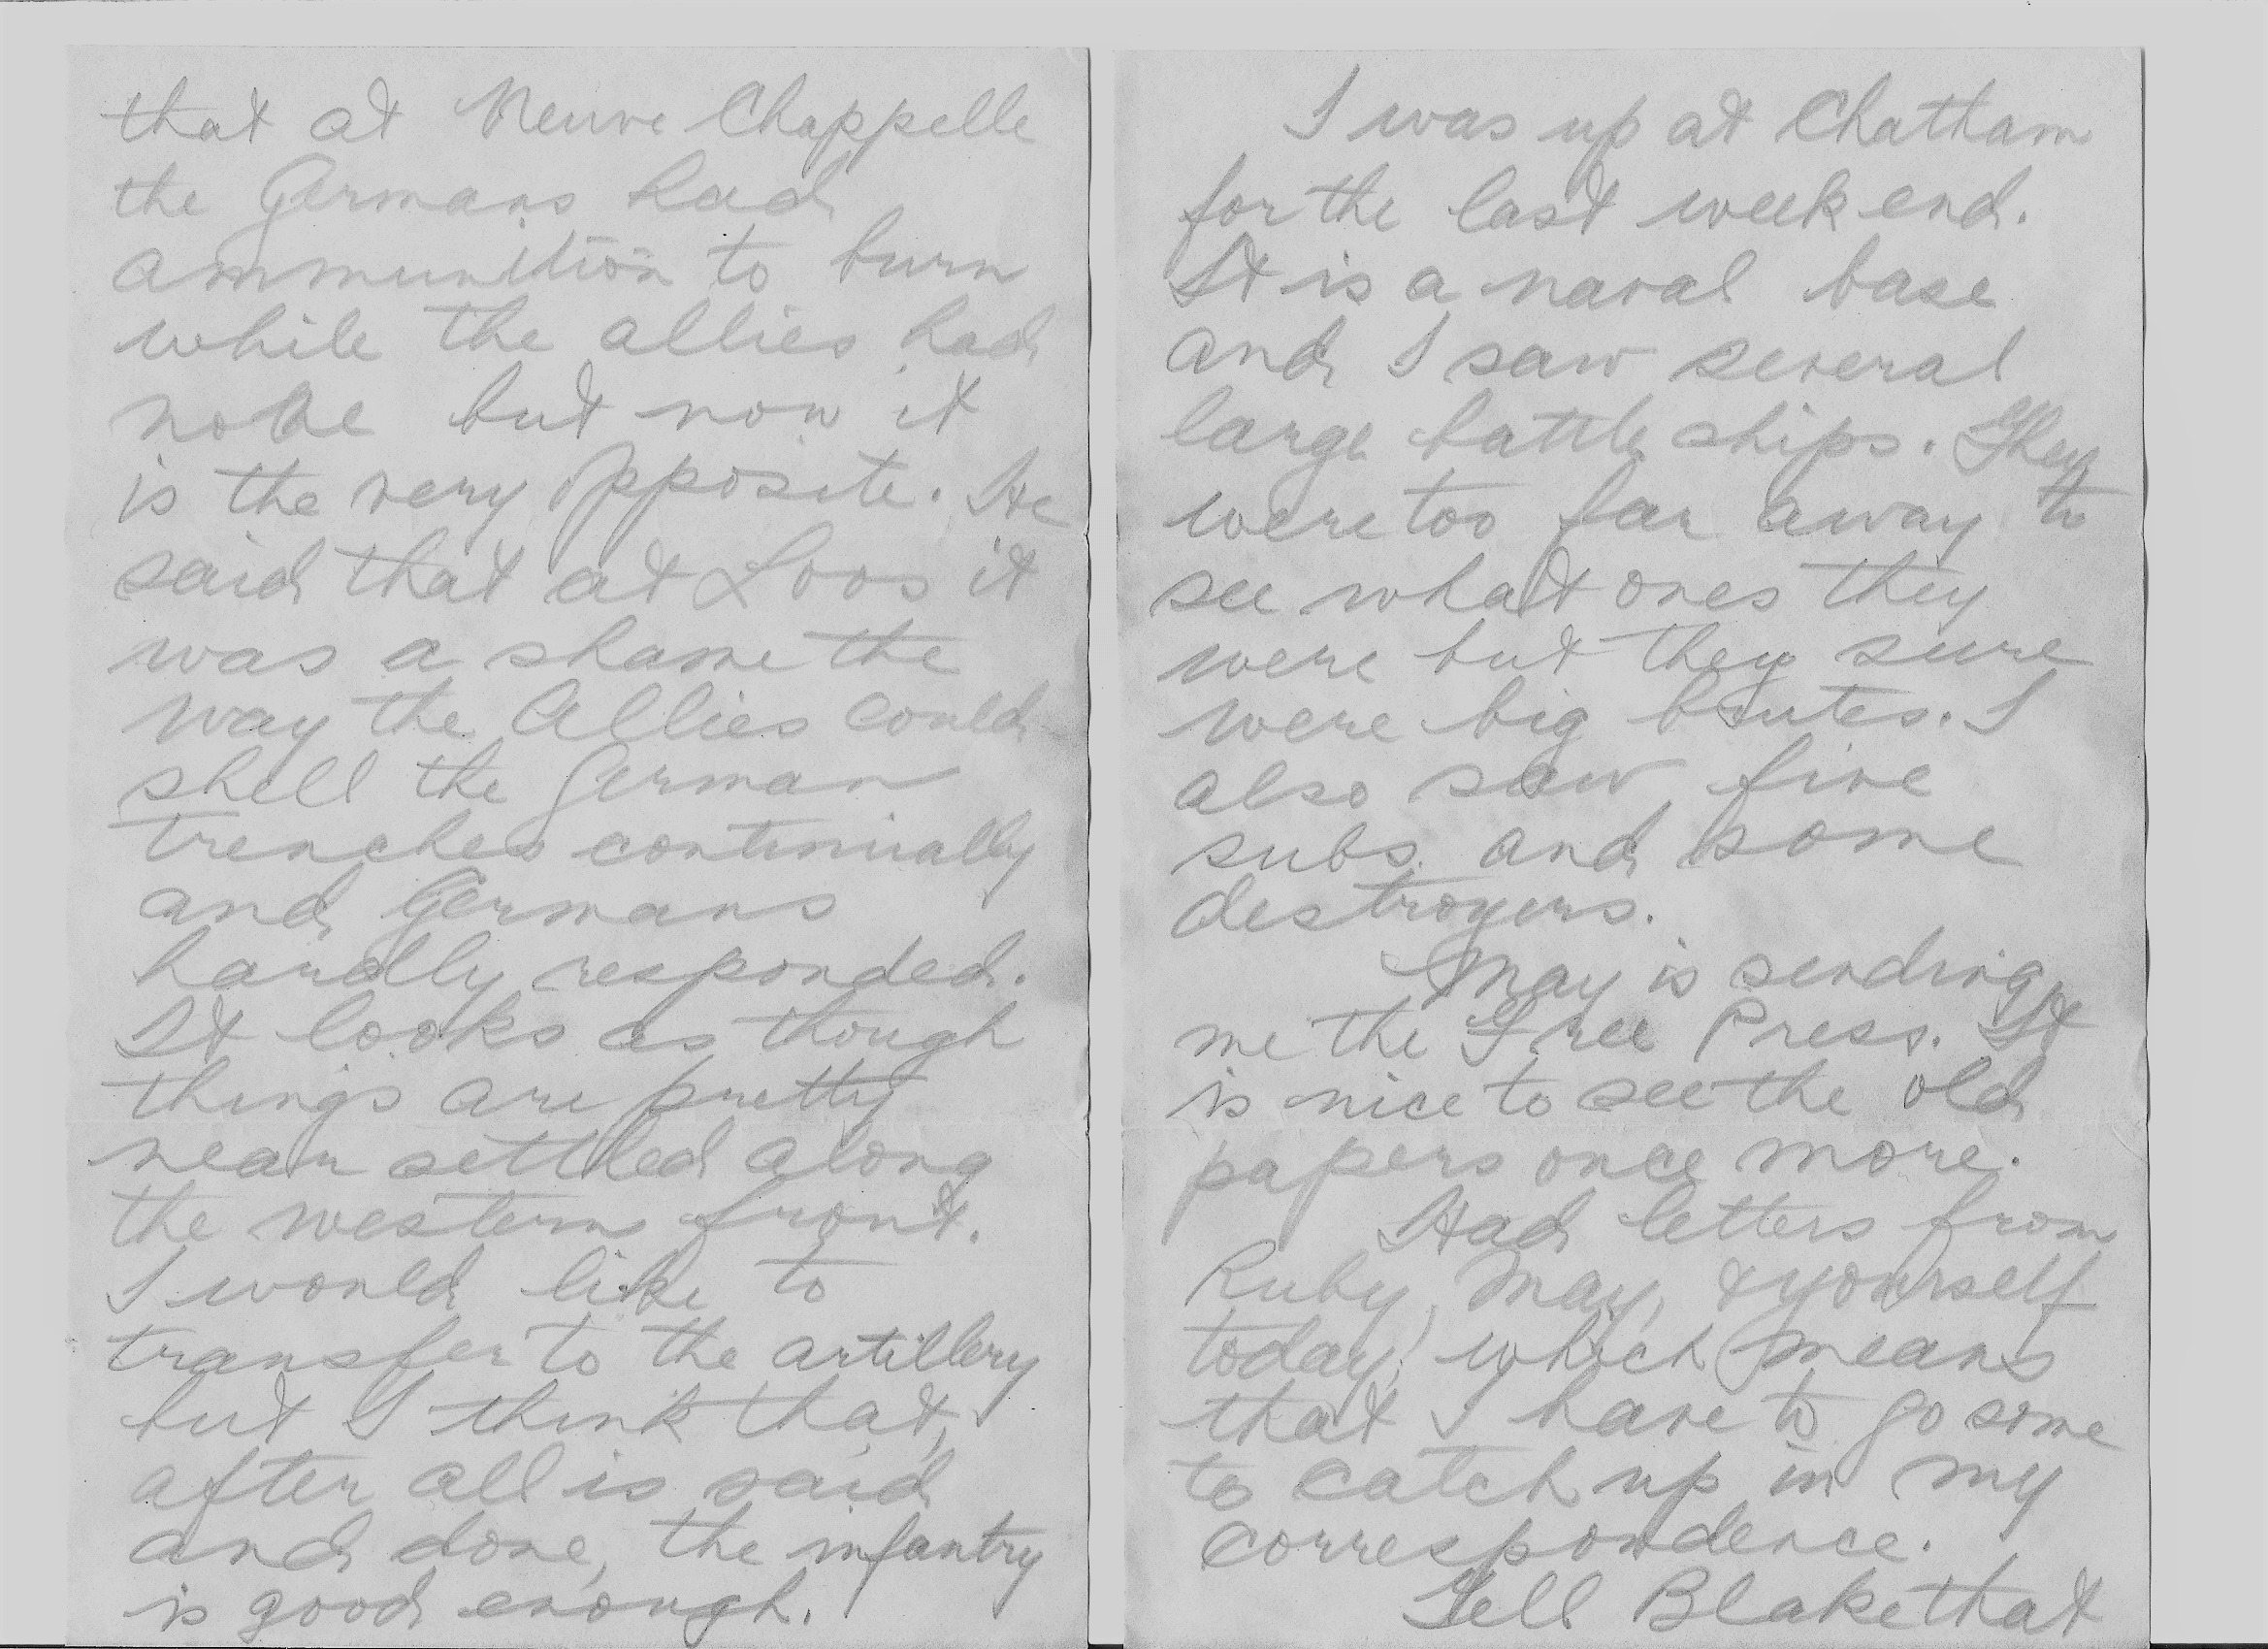 that at Neuve Chappelle
the Germans had
ammunition to burn
while the allies had
none but now it
is the very opposite. He
said that at Loos it
was a shame the
way the Allies could
shell the German
trenches continually
and Germans
hardly responded.
It looks as though
things are pretty
near settled along
the western front.
I would like to
transfer to the artillery
but I think that,
after all is said
and done, the infantry
is good enough.
I was up at Chatham
for the last week end.
It is a naval base
and I saw several
large battle ships. They
were too far away to
see what ones they
were but they sure
were big brutes. I
also saw five
subs and some
destroyers.
May is sending
me the Free Press. It
is nice to see the old
papers once more.
Had letters from
Ruby, May, & yourself
today, which means
that I have to go some
to catch up in my
correspondence.
Tell Blake that